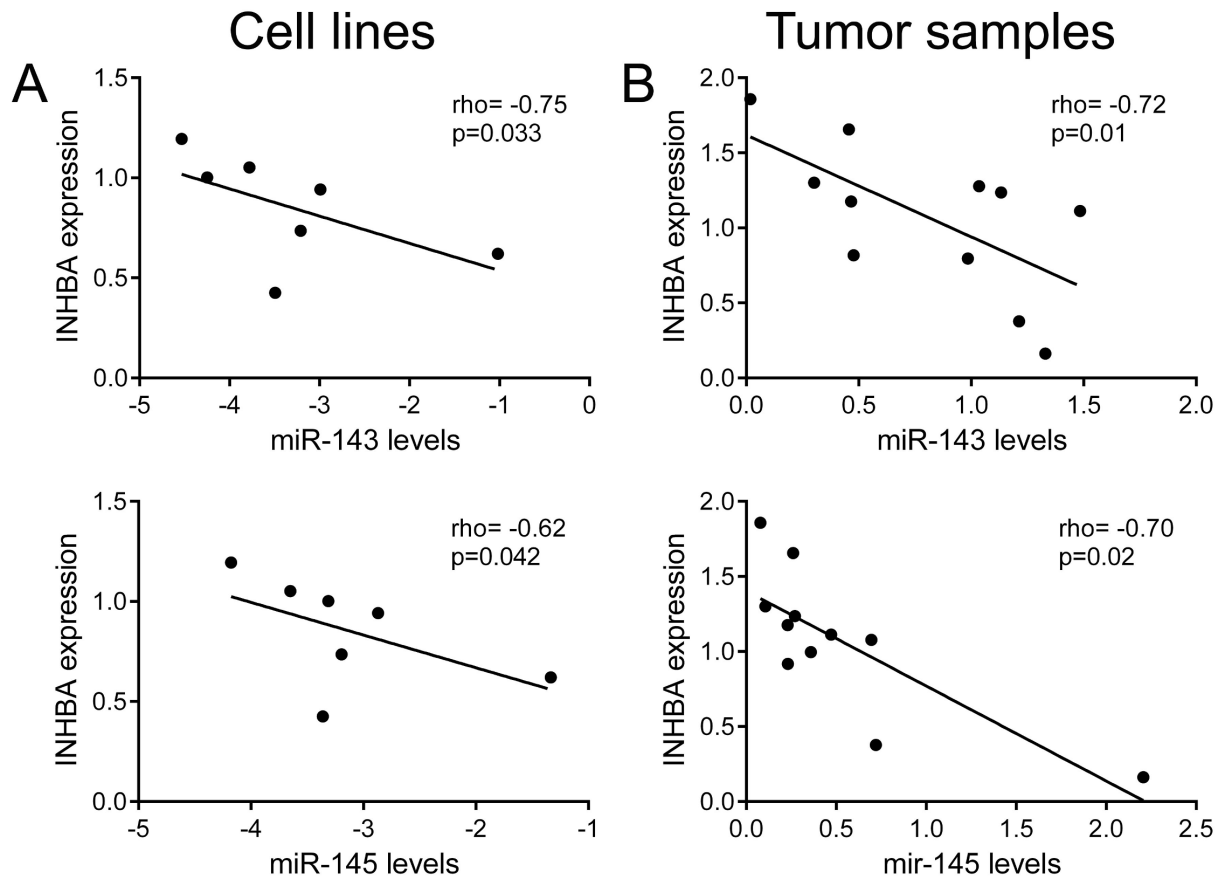 Cell lines
Tumor samples
A
1.5
1.0
0.5
0.0
INHBA expression
rho= -0.75
p=0.033
-5 -4 -3 -2 -1 0
miR-143 levels
B
2.0
1.5
1.0
0.5
0.0
INHBA expression
rho= -0.72
p=0.01
0.0 0.5 1.0 1.5 2.0
miR-143 levels
1.5
1.0
0.5
0.0
INHBA expression
rho= -0.62
p=0.042
-5 -4 -3 -2 -1
miR-145 levels
2.0
1.5
1.0
0.5
0.0
INHBA expression
rho= -0.70
p=0.02
0.0 0.5 1.0 1.5 2.0 2.5
mir-145 levels